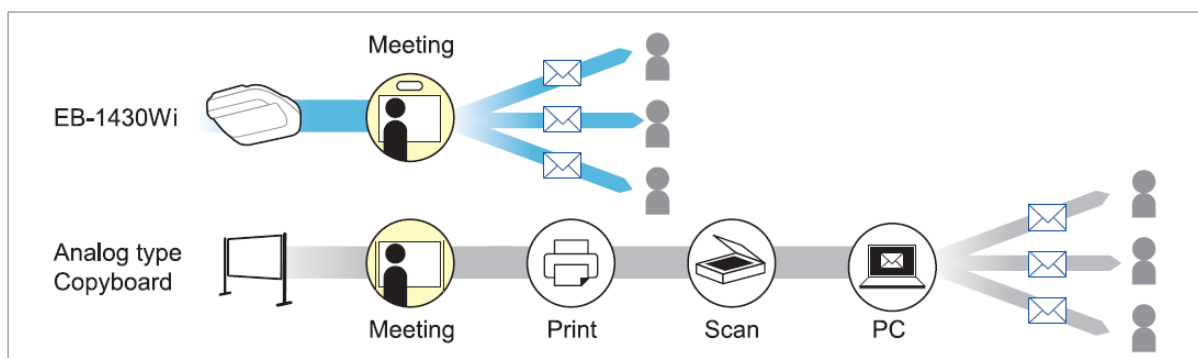 Meeting
EB-1430Wi
Analog type
Copyboard
Meeting
Print
Scan
PC